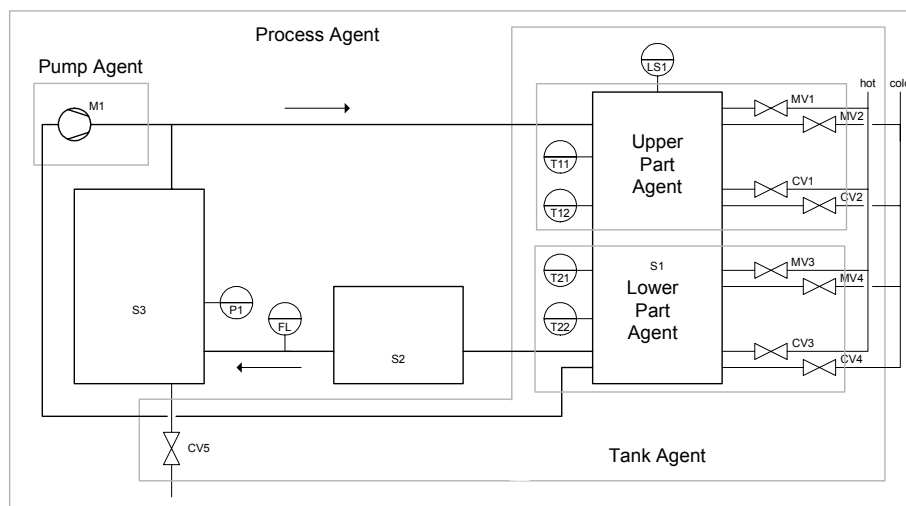 Process Agent
Pump Agent
M1
LS1
hot
cold
MV1
MV2
Upper
Part
Agent
T11
CV1
T12
CV2
S1
T21
MV3
Lower
Part
Agent
MV4
S3
P1
FL
T22
S2
CV3
CV4
CV5
Tank Agent